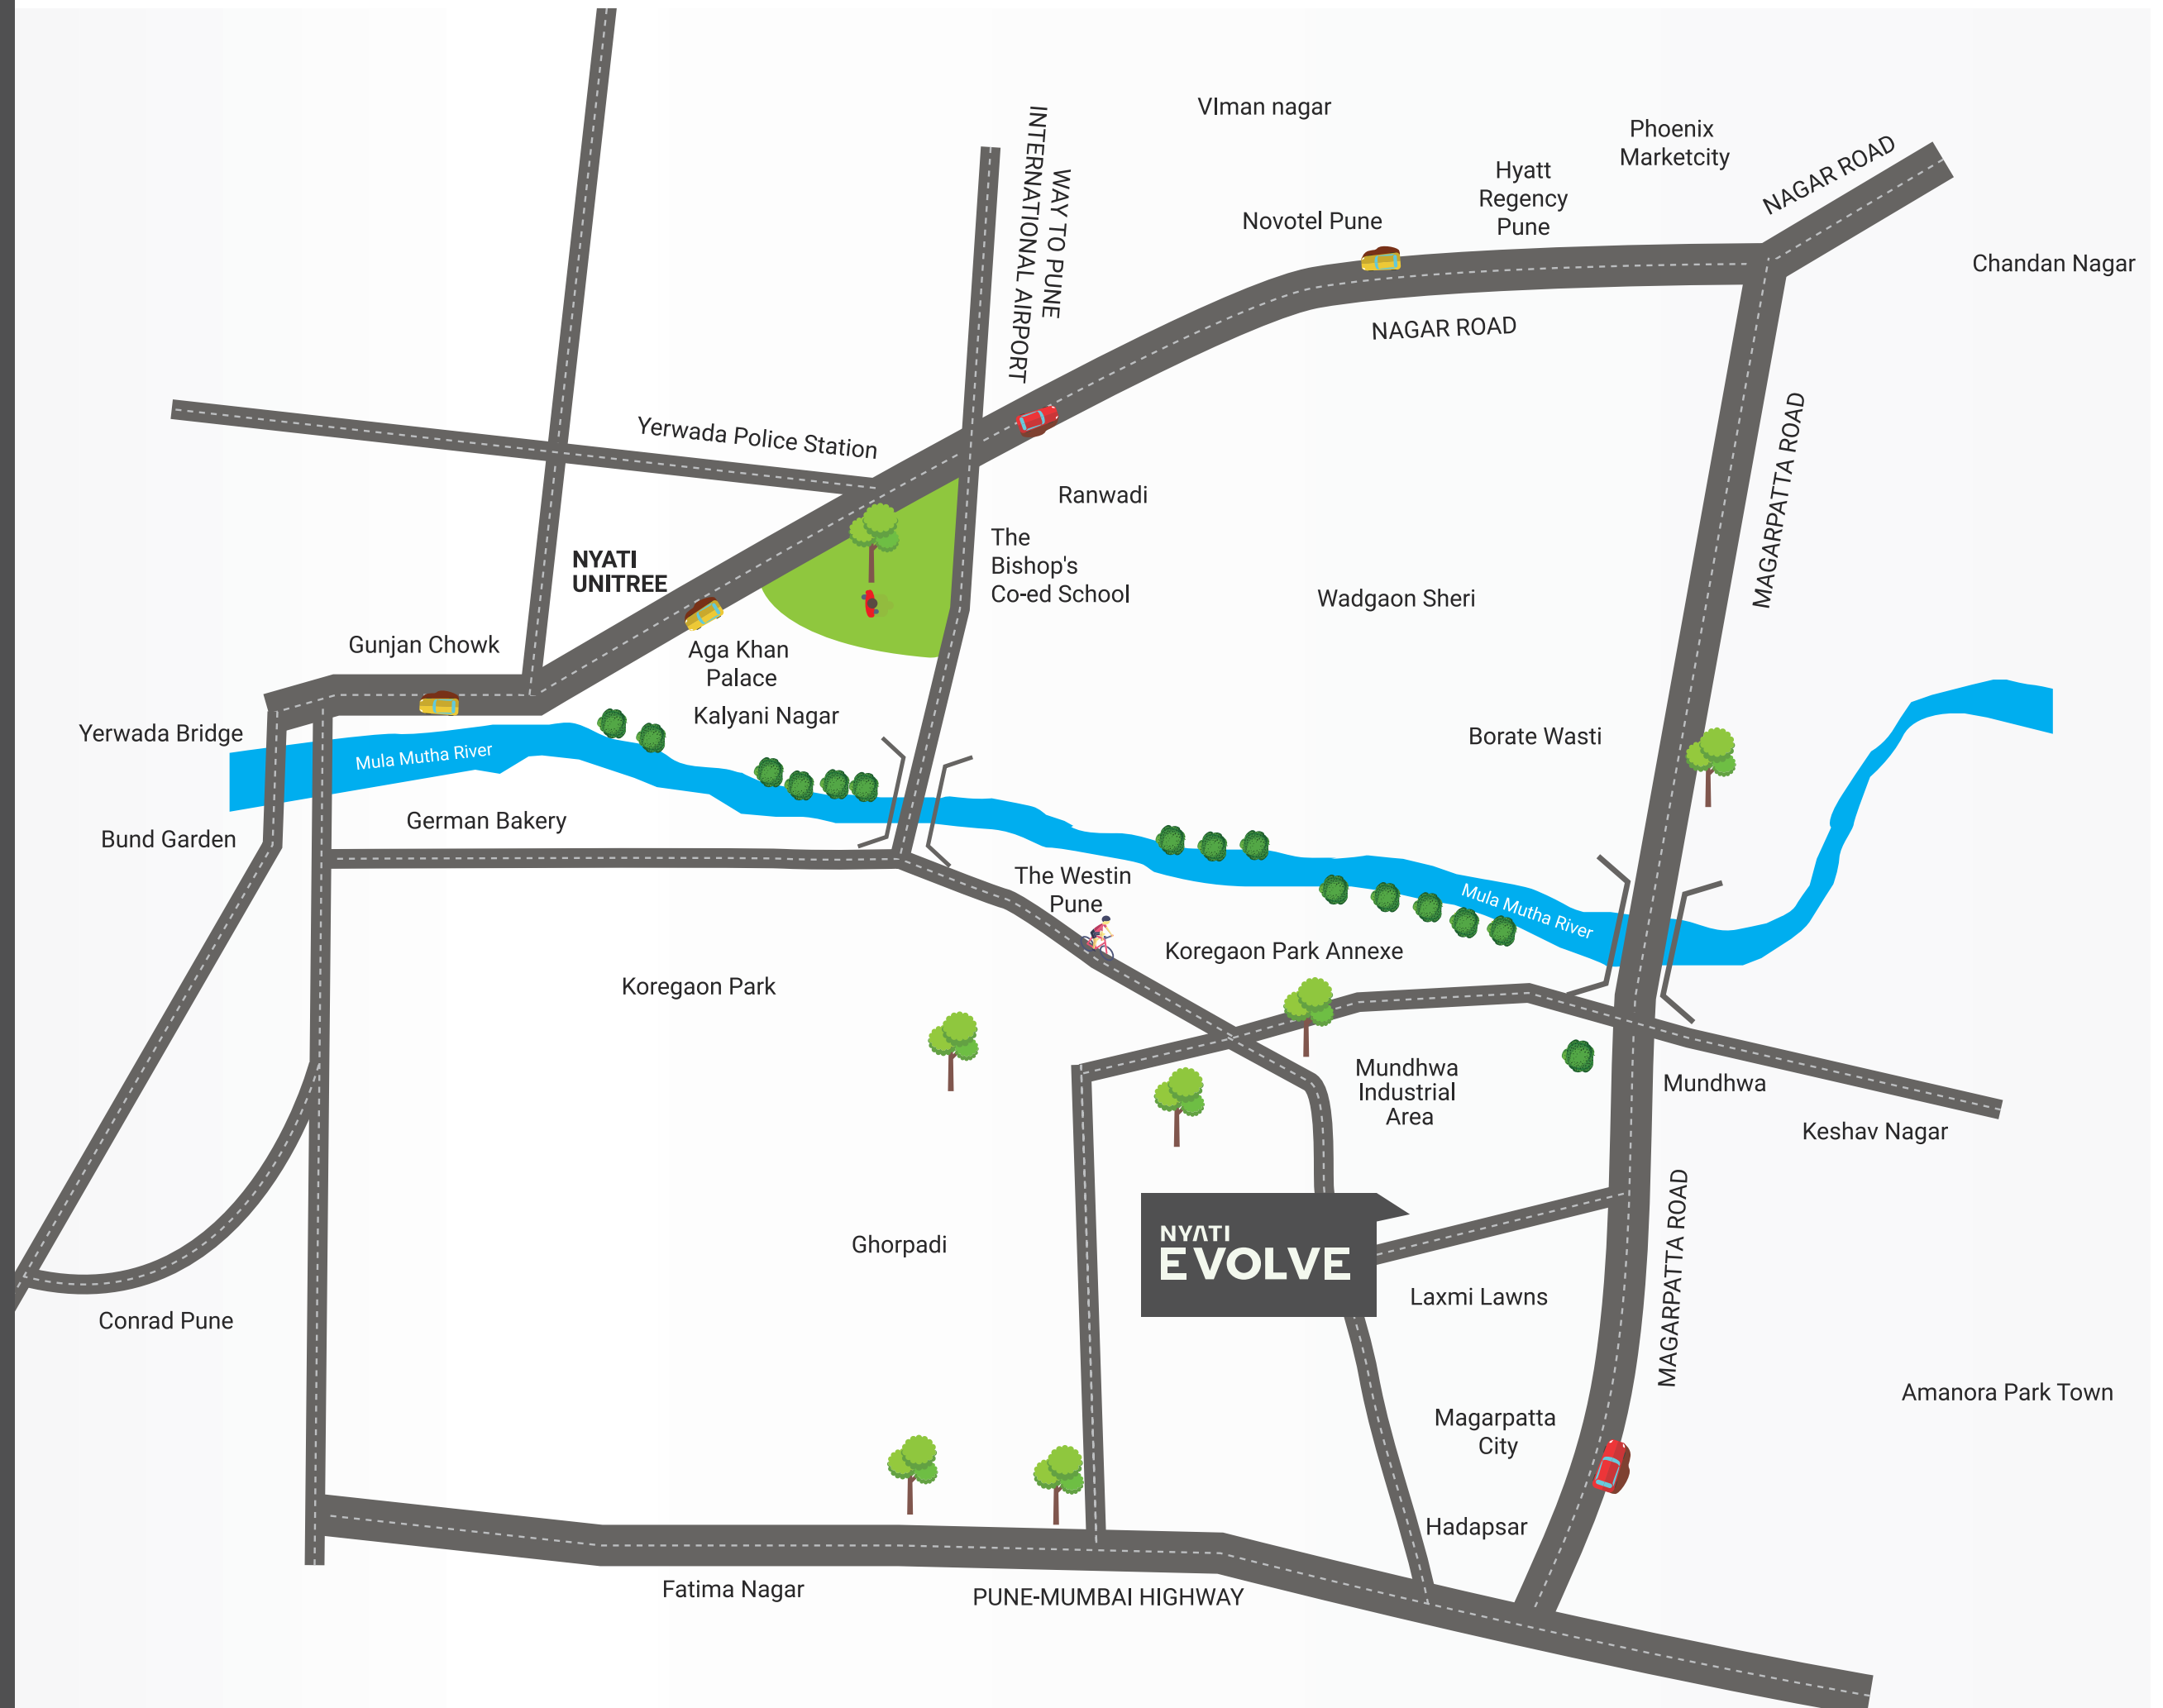 VIman nagar
Phoenix
Marketcity
NAGAR ROAD
Hyatt
Regency
Pune
Novotel Pune
WAY TO PUNE
INTERNATIONAL AIRPORT
Chandan Nagar
NAGAR ROAD
Yerwada Police Station
MAGARPATTA ROAD
Ranwadi
The
Bishop's
Co-ed School
NYATI
UNITREE
Wadgaon Sheri
Gunjan Chowk
Aga Khan
Palace
Kalyani Nagar
Yerwada Bridge
Mula Mutha River
Borate Wasti
German Bakery
Bund Garden
The Westin
Pune
Mula Mutha River
Koregaon Park Annexe
Koregaon Park
Mundhwa
Industrial
Area
Mundhwa
Keshav Nagar
NYATI
EVOLVE
Ghorpadi
Laxmi Lawns
MAGARPATTA ROAD
Conrad Pune
Amanora Park Town
Magarpatta
City
Hadapsar
Fatima Nagar
PUNE-MUMBAI HIGHWAY